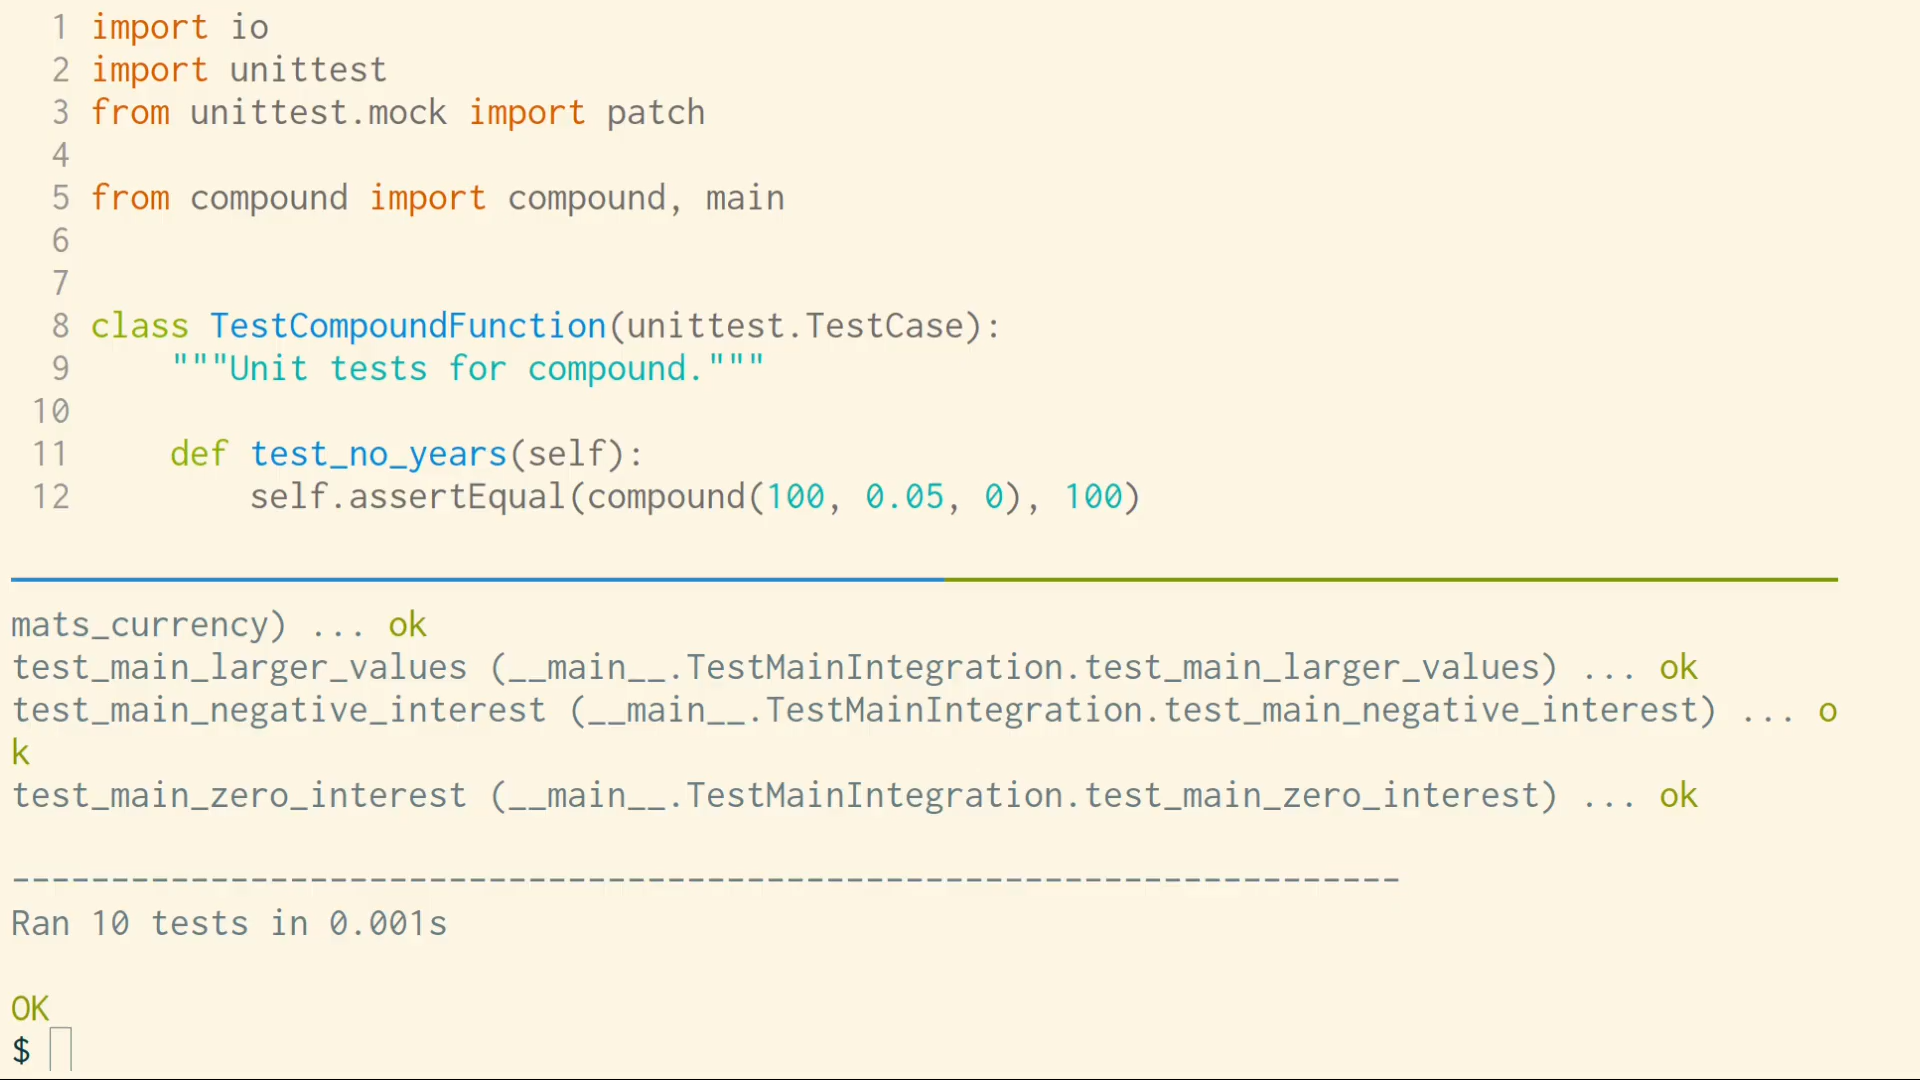 1 import io
2 import unittest
3 from unittest.mock import patch
4
5 from compound import compound, main
6
7
8 class TestCompoundFunction(unittest.TestCase):
9     """Unit tests for compound."""
10
11     def test_no_years(self):
12         self.assertEqual(compound(100, 0.05, 0), 100)
mats_currency) ... ok
test_main_larger_values (__main__.TestMainIntegration.test_main_larger_values) ... ok
test_main_negative_interest (__main__.TestMainIntegration.test_main_negative_interest) ... o
k
test_main_zero_interest (__main__.TestMainIntegration.test_main_zero_interest) ... ok
----------------------------------------------------------------------
Ran 10 tests in 0.001s
OK
$